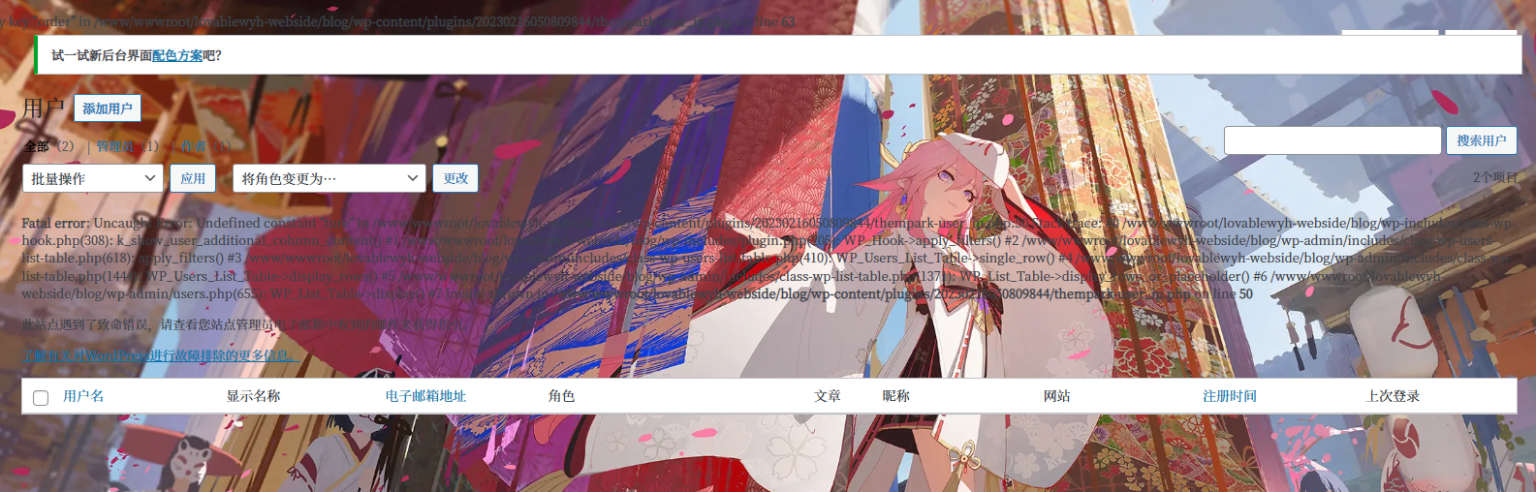 y key "order" in /www/wwwroot/lovablewyh-webside/blog/wp-content/plugins/20230216050809844/thempark-user_ip.php on line 63
试一试新后台界面配色方案吧？
用户 添加用户
全部 （2） | 管理员 （1） | 作者 （1）
搜索用户
批量操作 应用 将角色变更为… 更改 2个项目
Fatal error: Uncaught Error: Undefined constant in /www/wwwroot/lovablewyh-webside/blog/wp-content/plugins/20230216050809844/thempark-user_ip.php:50 Stack trace: #0 /www/wwwroot/lovablewyh-webside/blog/wp-includes/class-wp-
hook.php(308): k_show_user_additional_column_content() #1 /www/wwwroot/lovablewyh-webside/blog/wp-includes/plugin.php(205): WP_Hook->apply_filters() #2 /www/wwwroot/lovablewyh-webside/blog/wp-admin/includes/class-wp-users-
list-table.php(618): apply_filters() #3 /www/wwwroot/lovablewyh-webside/blog/wp-admin/includes/class-wp-users-list-table.php(410): WP_Users_List_Table->single_row() #4 /www/wwwroot/lovablewyh-webside/blog/wp-admin/includes/class-wp-
list-table.php(1444): WP_Users_List_Table->display_rows() #5 /www/wwwroot/lovablewyh-webside/blog/wp-admin/includes/class-wp-list-table.php(1371): WP_List_Table->display_rows_or_placeholder() #6 /www/wwwroot/lovablewyh-
webside/blog/wp-admin/users.php(655): WP_List_Table->display() #7 {main} thrown in /www/wwwroot/lovablewyh-webside/blog/wp-content/plugins/20230216050809844/thempark-user_ip.php on line 50
此站点遇到了致命错误，请查看您站点管理员电子邮箱中收到的邮件来获得指引。
了解有关对WordPress进行故障排除的更多信息。
用户名 显示名称 电子邮箱地址 角色 文章 昵称 网站 注册时间 上次登录